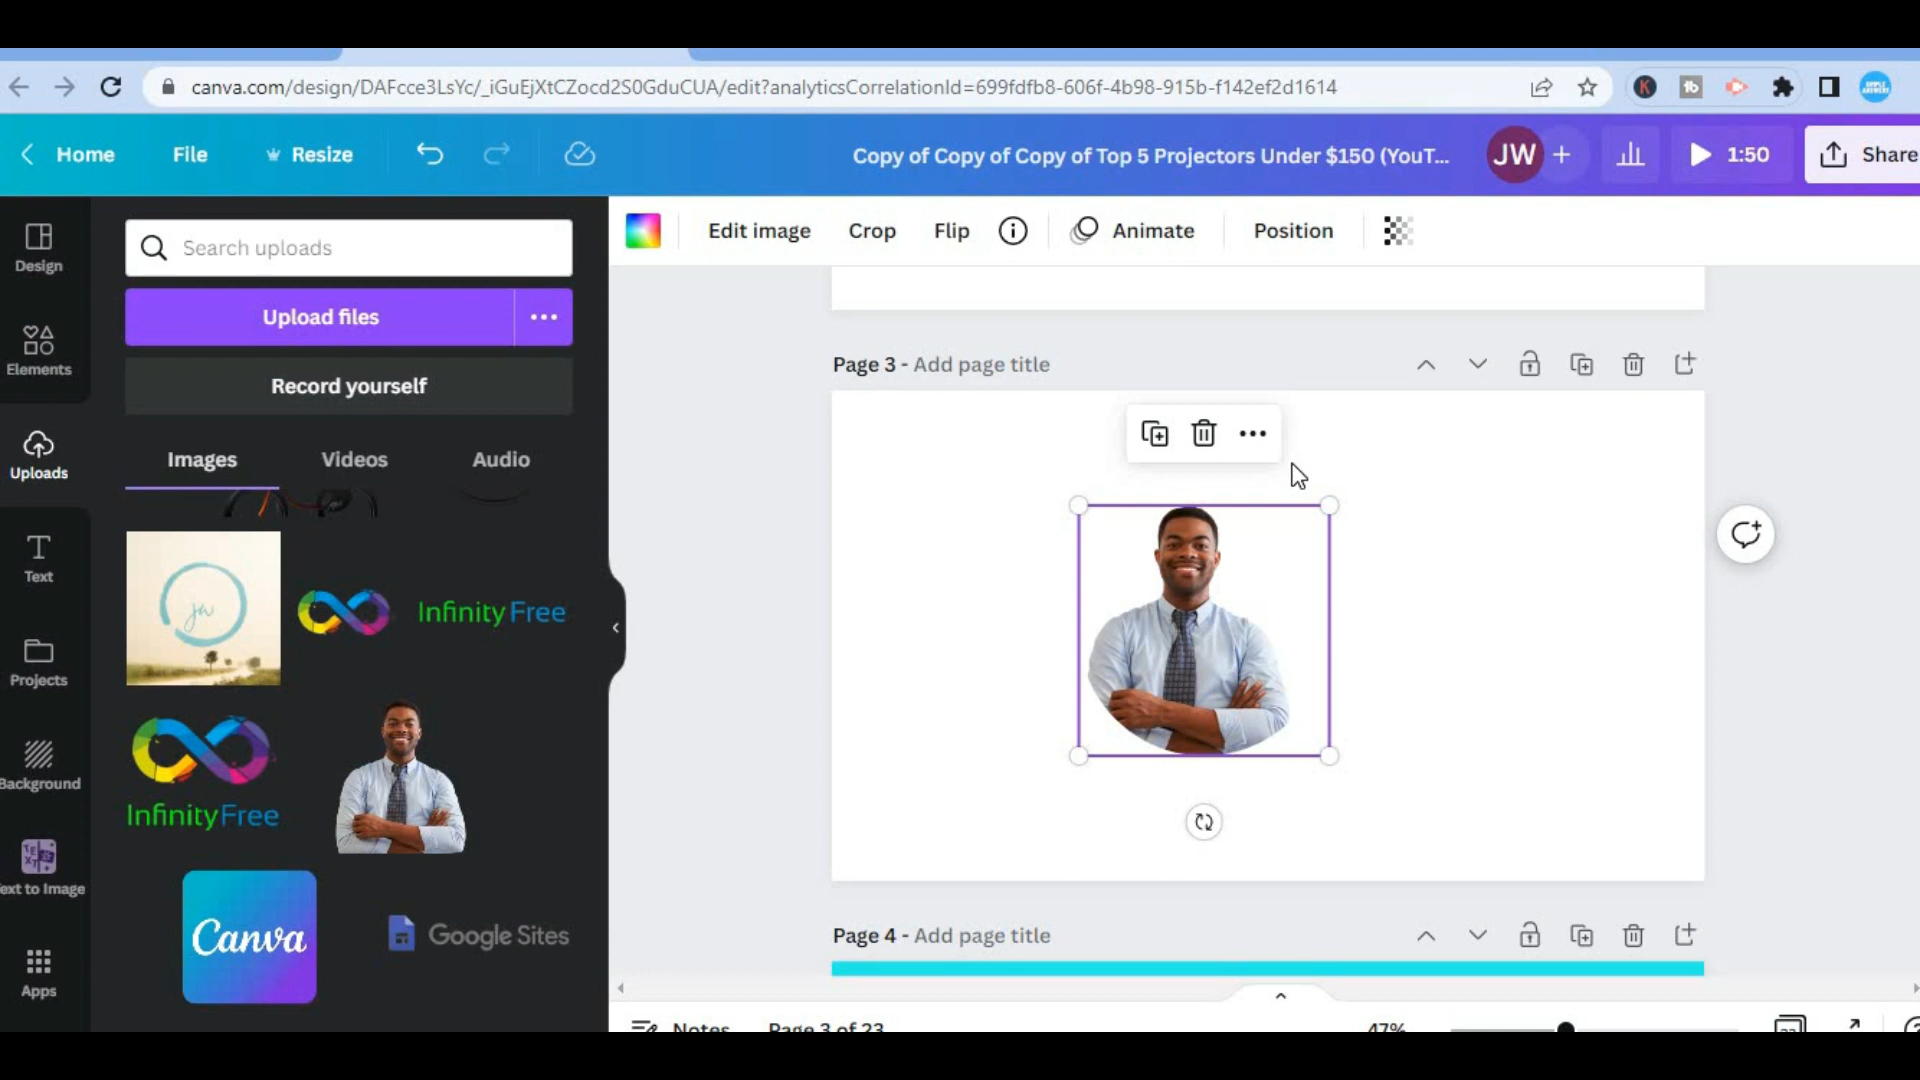 canva.com/design/DAFcce3LsYc/_iGuEjXtCZocd2S0GduCUA/edit?analyticsCorrelationId=699fdfb8-606f-4b98-915b-f142ef2d1614
Home File Resize Copy of Copy of Copy of Top 5 Projectors Under $150 (YouT... JW 1:50 Share
Design
Elements
Uploads
Text
Projects
Background
ext to Image
Apps
Search uploads
Upload files
Record yourself
Images Videos Audio
jw
InfinityFree
InfinityFree
Canva
Google Sites
Edit image Crop Flip Animate Position
Page 3 - Add page title
Page 4 - Add page title
Notes Page 3 of 23 47%